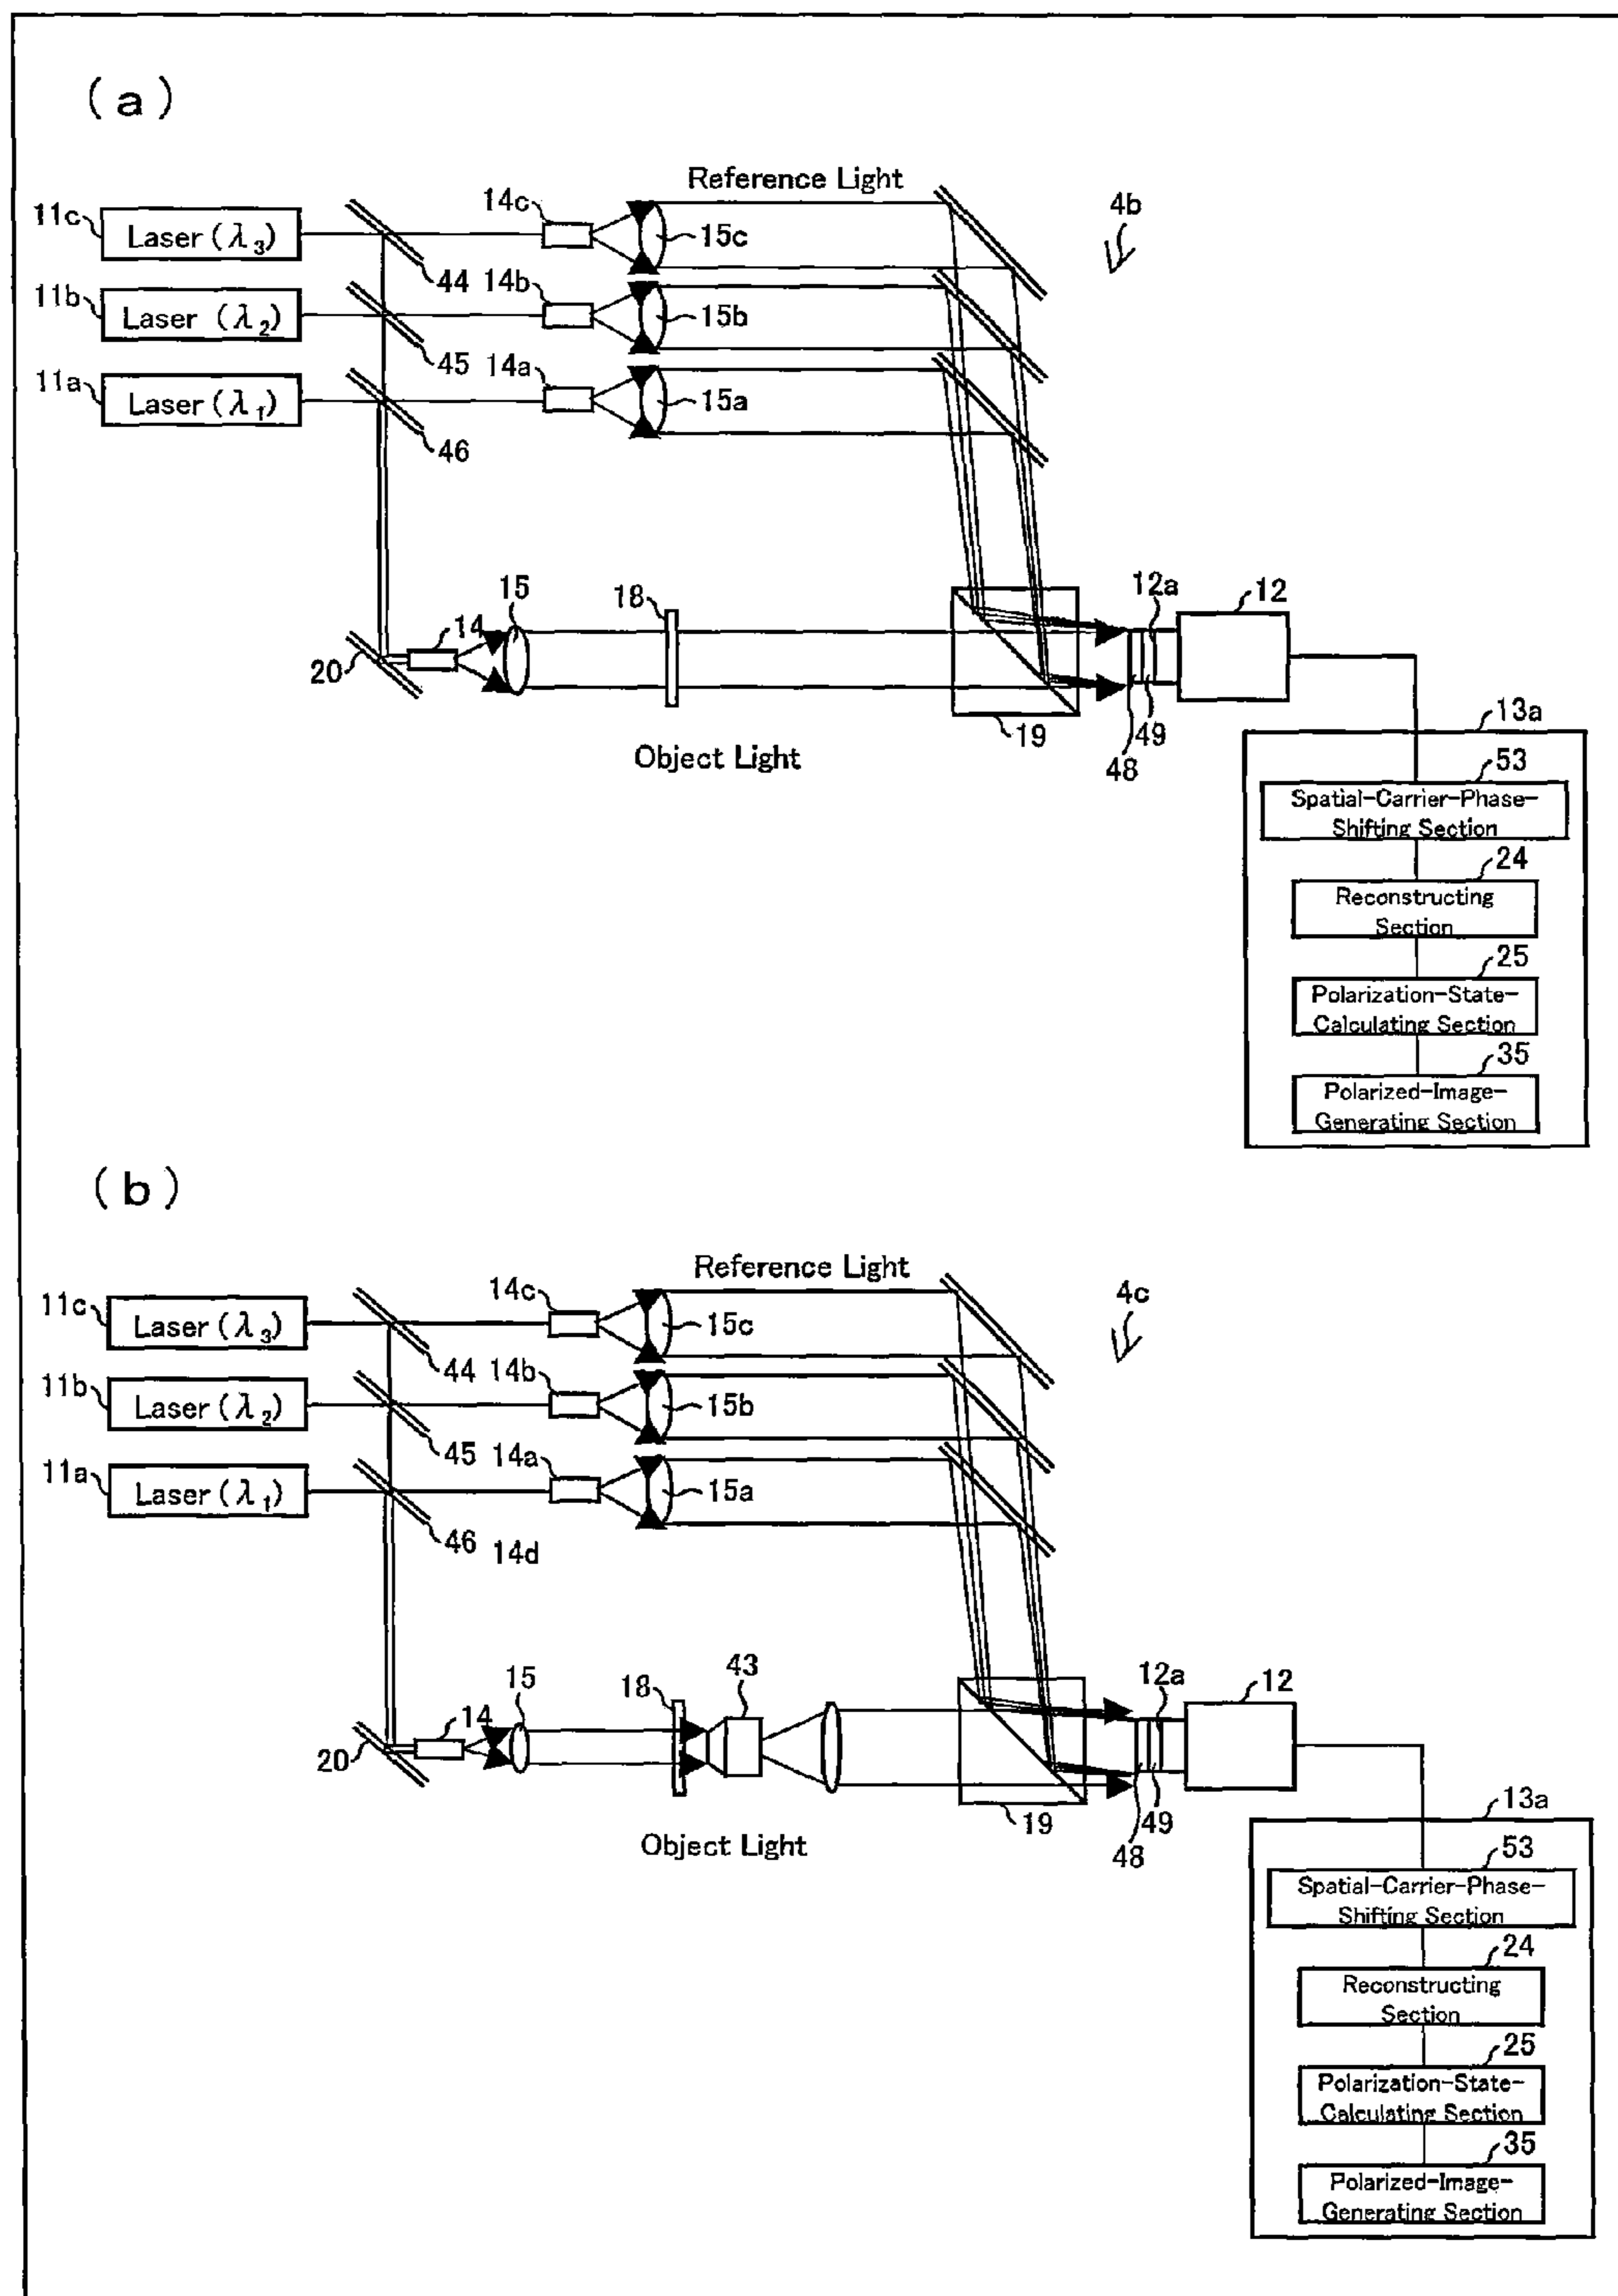 (a)
Reference Light
11c
Laser(λ3)
14c
15c
4b
44
11b
Laser (λ2)
14b
15b
45
11a
Laser(λ1)
14a
15a
46
15
18
12a
12
14
20
19
49
48
Object Light
13a
53
Spatial-Carrier-Phase-
Shifting Section
24
Reconstructing
Section
25
Polarization-State-
Calculating Section
35
Polarized-Image-
Generating Section
(b)
Reference Light
11c
Laser(λ3)
14c
15c
4c
44
11b
Laser(λ2)
14b
15b
45
11a
Laser(λ1)
14a
15a
46
14d
15
18
43
12a
12
14
20
19
49
48
Object Light
13a
53
Spatial-Carrier-Phase-
Shifting Section
24
Reconstructing
Section
25
Polarization-State-
Calculating Section
35
Polarized-Image-
Generating Section